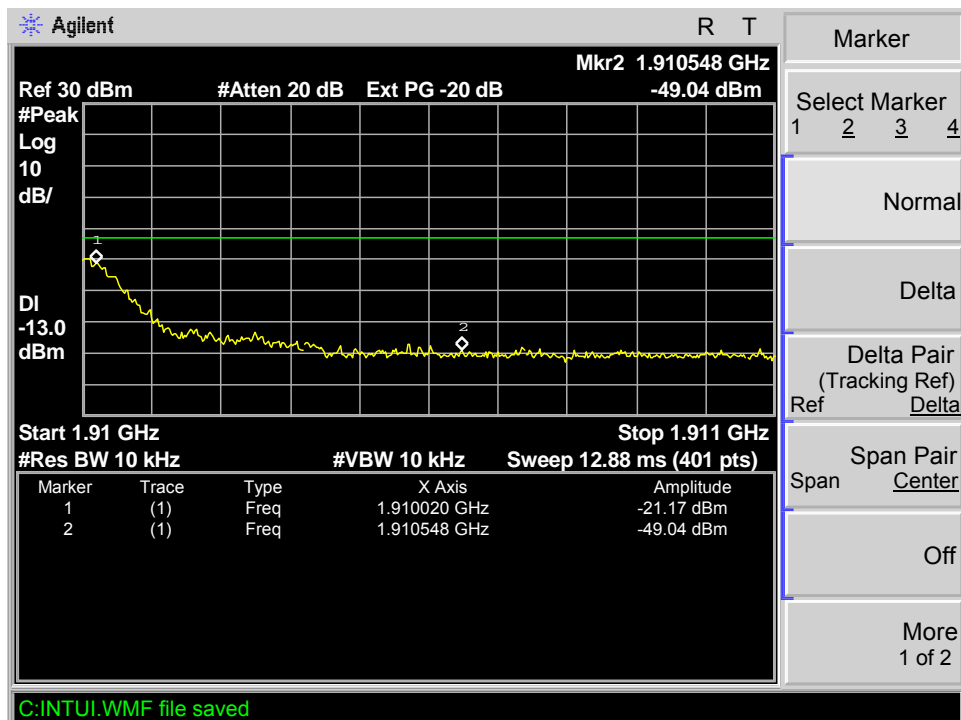 Agilent R T
Mkr2 1.910548 GHz
Ref 30 dBm #Atten 20 dB Ext PG -20 dB -49.04 dBm
#Peak
Log
10
dB/
1
DI
-13.0
dBm
2
Start 1.91 GHz Stop 1.911 GHz
#Res BW 10 kHz #VBW 10 kHz Sweep 12.88 ms (401 pts)
Marker Trace Type X Axis Amplitude
1 (1) Freq 1.910020 GHz -21.17 dBm
2 (1) Freq 1.910548 GHz -49.04 dBm
C:INTUI.WMF file saved
Marker
Select Marker
1 2 3 4
Normal
Delta
Delta Pair
(Tracking Ref)
Ref Delta
Span Pair
Span Center
Off
More
1 of 2